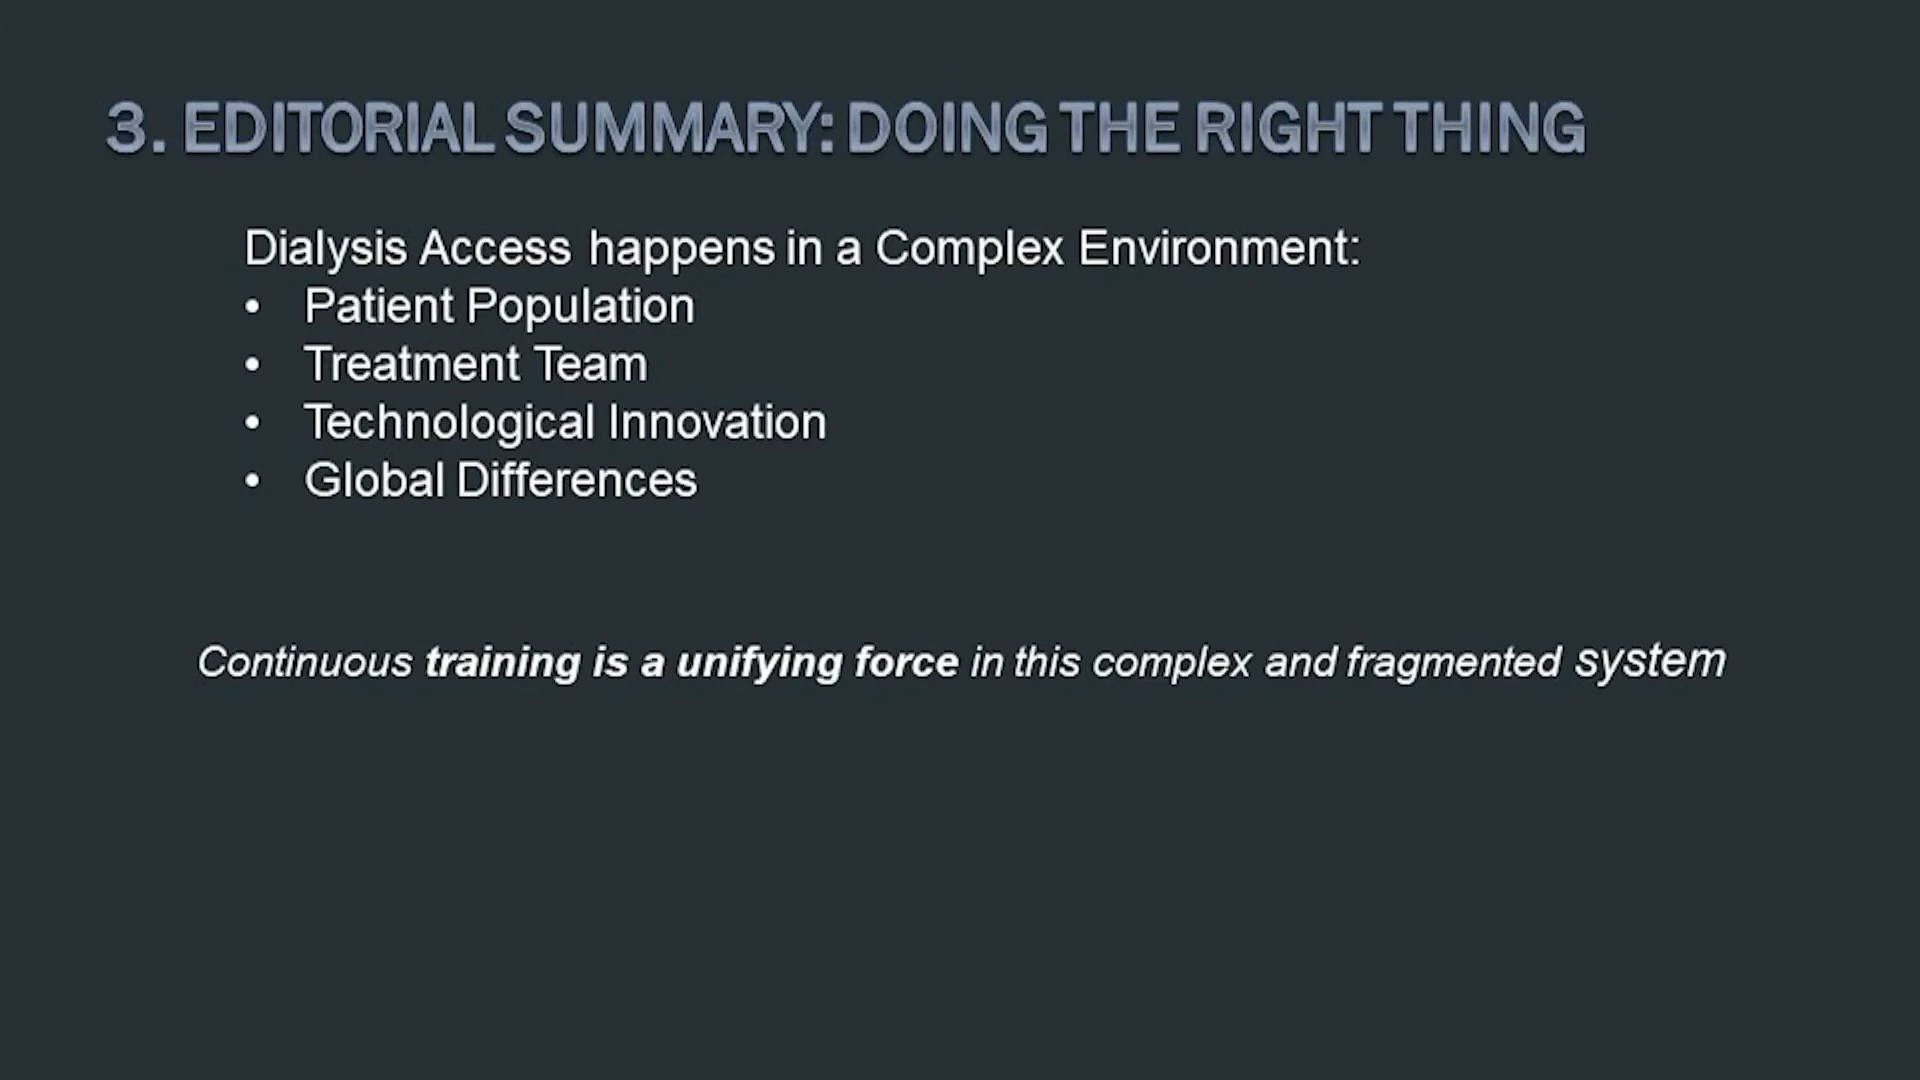 3. EDITORIAL SUMMARY: DOING THE RIGHT THING
Dialysis Access happens in a Complex Environment:
• Patient Population
• Treatment Team
• Technological Innovation
• Global Differences
Continuous training is a unifying force in this complex and fragmented system